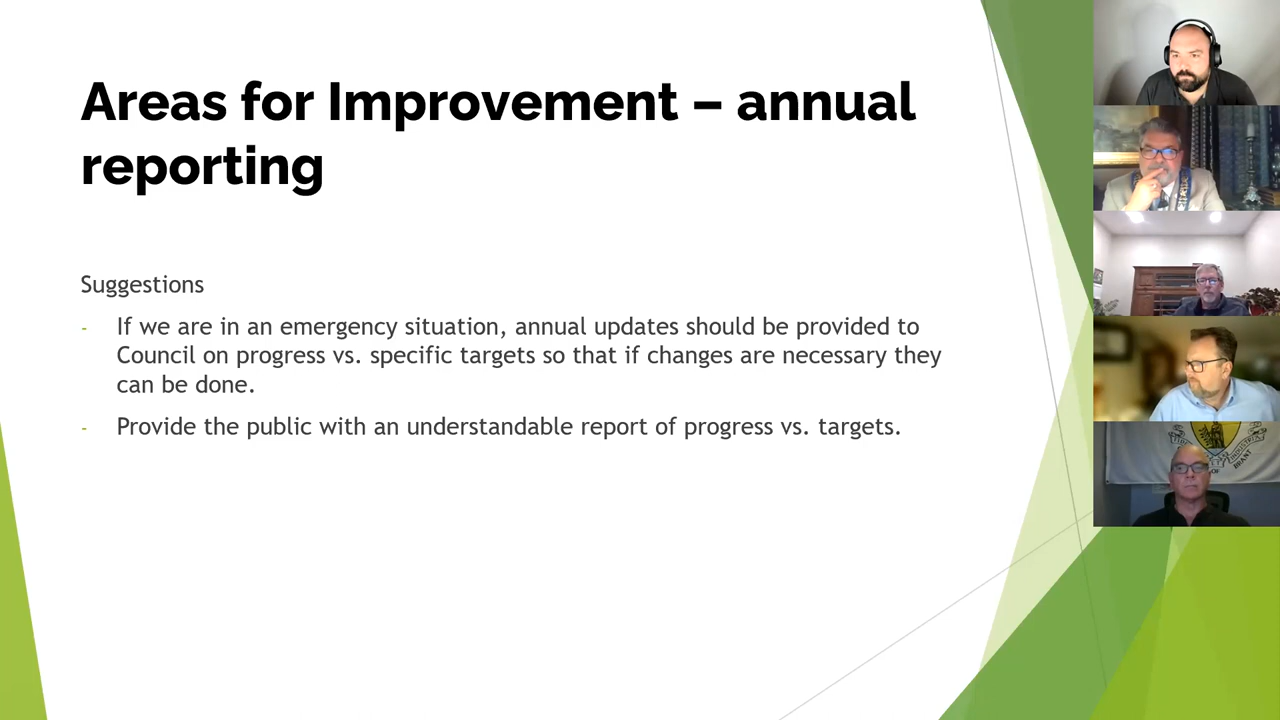 Areas for Improvement – annual
reporting
Suggestions
- If we are in an emergency situation, annual updates should be provided to
Council on progress vs. specific targets so that if changes are necessary they
can be done.
- Provide the public with an understandable report of progress vs. targets.
OF
BRANT